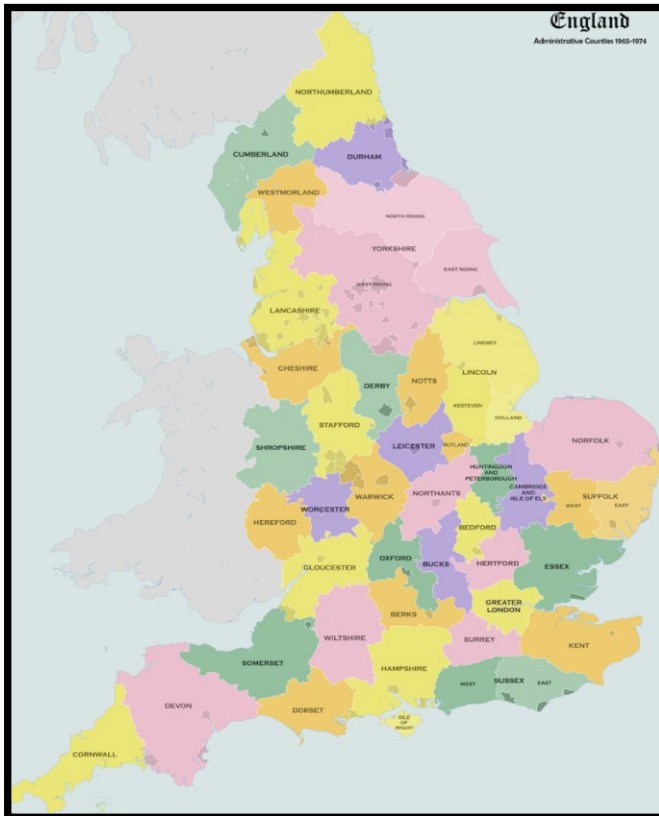 England
Administrative Counties 1965-1974
NORTHUMBERLAND
CUMBERLAND
DURHAM
WESTMORLAND
NORTH RIDING
YORKSHIRE
EAST RIDING
WEST RIDING
LANCASHIRE
LINDSEY
CHESHIRE
DERBY
NOTTS
LINCOLN
KESTEVEN
HOLLAND
STAFFORD
SHROPSHIRE
LEICESTER
RUTLAND
NORFOLK
HUNTINGDON
AND
PETERBOROUGH
CAMBRIDGE
AND
ISLE OF ELY
SUFFOLK
WEST
EAST
WARWICK
NORTHANTS
WORCESTER
HEREFORD
BEDFORD
GLOUCESTER
OXFORD
BUCKS
HERTFORD
ESSEX
GREATER
LONDON
BERKS
WILTSHIRE
SURREY
KENT
SOMERSET
HAMPSHIRE
WEST
SUSSEX
EAST
DEVON
DORSET
ISLE
OF
WIGHT
CORNWALL